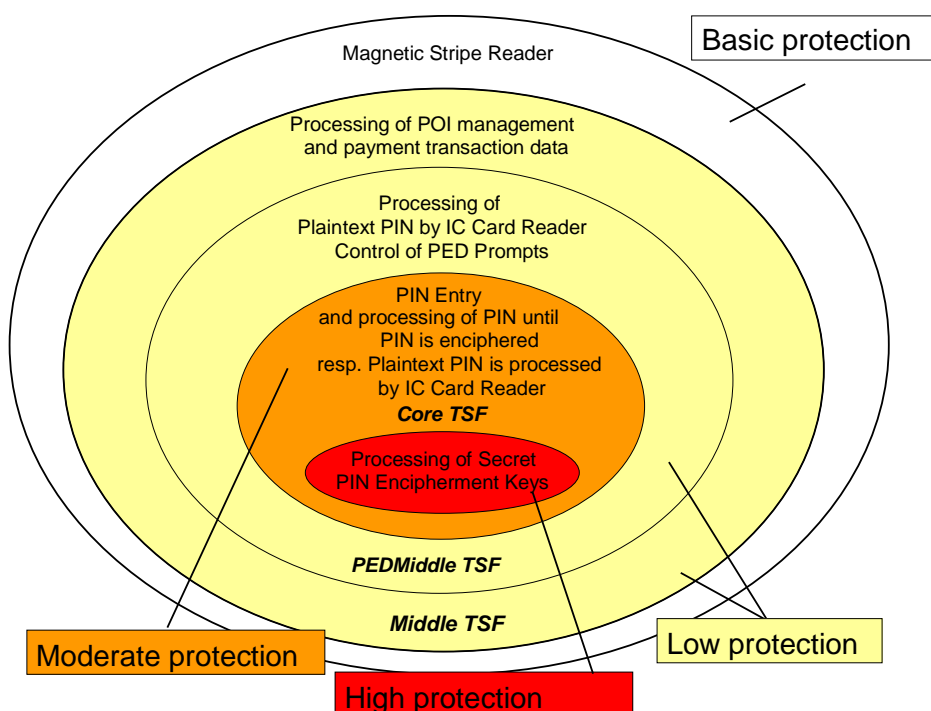 Basic protection
Magnetic Stripe Reader
Processing of POI management
and payment transaction data
Processing of
Plaintext PIN by IC Card Reader
Control of PED Prompts
PIN Entry
and processing of PIN until
PIN is enciphered
resp. Plaintext PIN is processed
by IC Card Reader
Core TSF
Processing of Secret
PIN Encipherment Keys
PEDMiddle TSF
Middle TSF
Moderate protection
Low protection
High protection